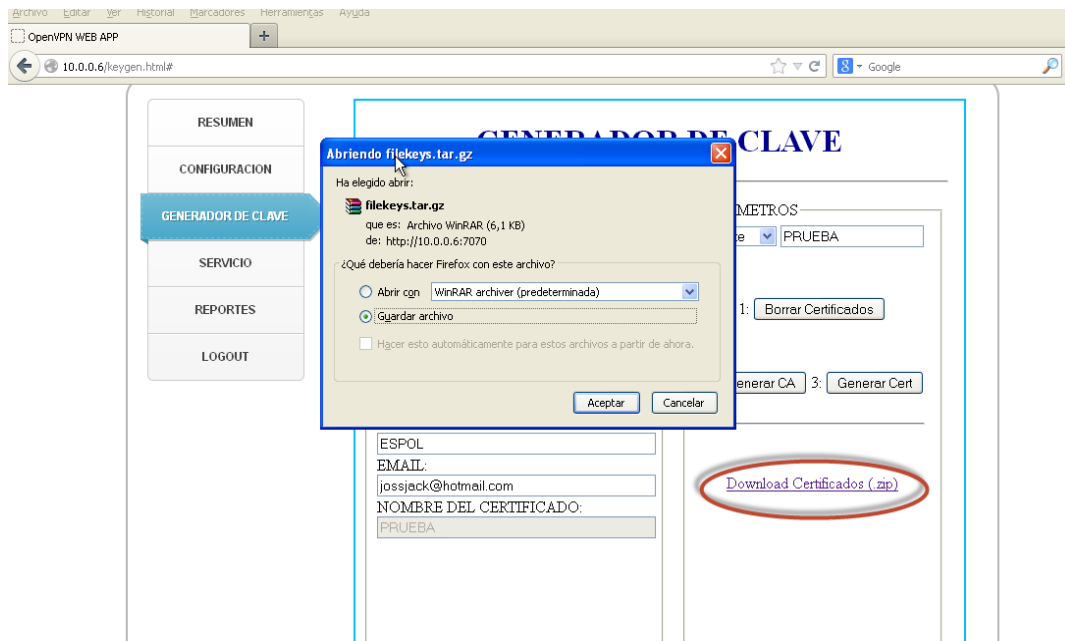 Archivo Editar Ver Historial Marcadores Herramientas Ayuda
OpenVPN WEB APP
10.0.0.6/keygen.html#
Google
RESUMEN
CONFIGURACION
GENERADOR DE CLAVE
SERVICIO
REPORTES
LOGOUT
GENERADOR DE CLAVE
Abriendo filekeys.tar.gz
Ha elegido abrir:
filekeys.tar.gz
que es: Archivo WinRAR (6,1 KB)
de: http://10.0.0.6:7070
¿Qué debería hacer Firefox con este archivo?
Abrir con WinRAR archiver (predeterminada)
Guardar archivo
Hacer esto automáticamente para estos archivos a partir de ahora.
Aceptar Cancelar
METROS
PRUEBA
1: Borrar Certificados
enerar CA 3: Generar Cert
ESPOL
EMAIL:
jossjack@hotmail.com
NOMBRE DEL CERTIFICADO:
PRUEBA
Download Certificados (.zip)